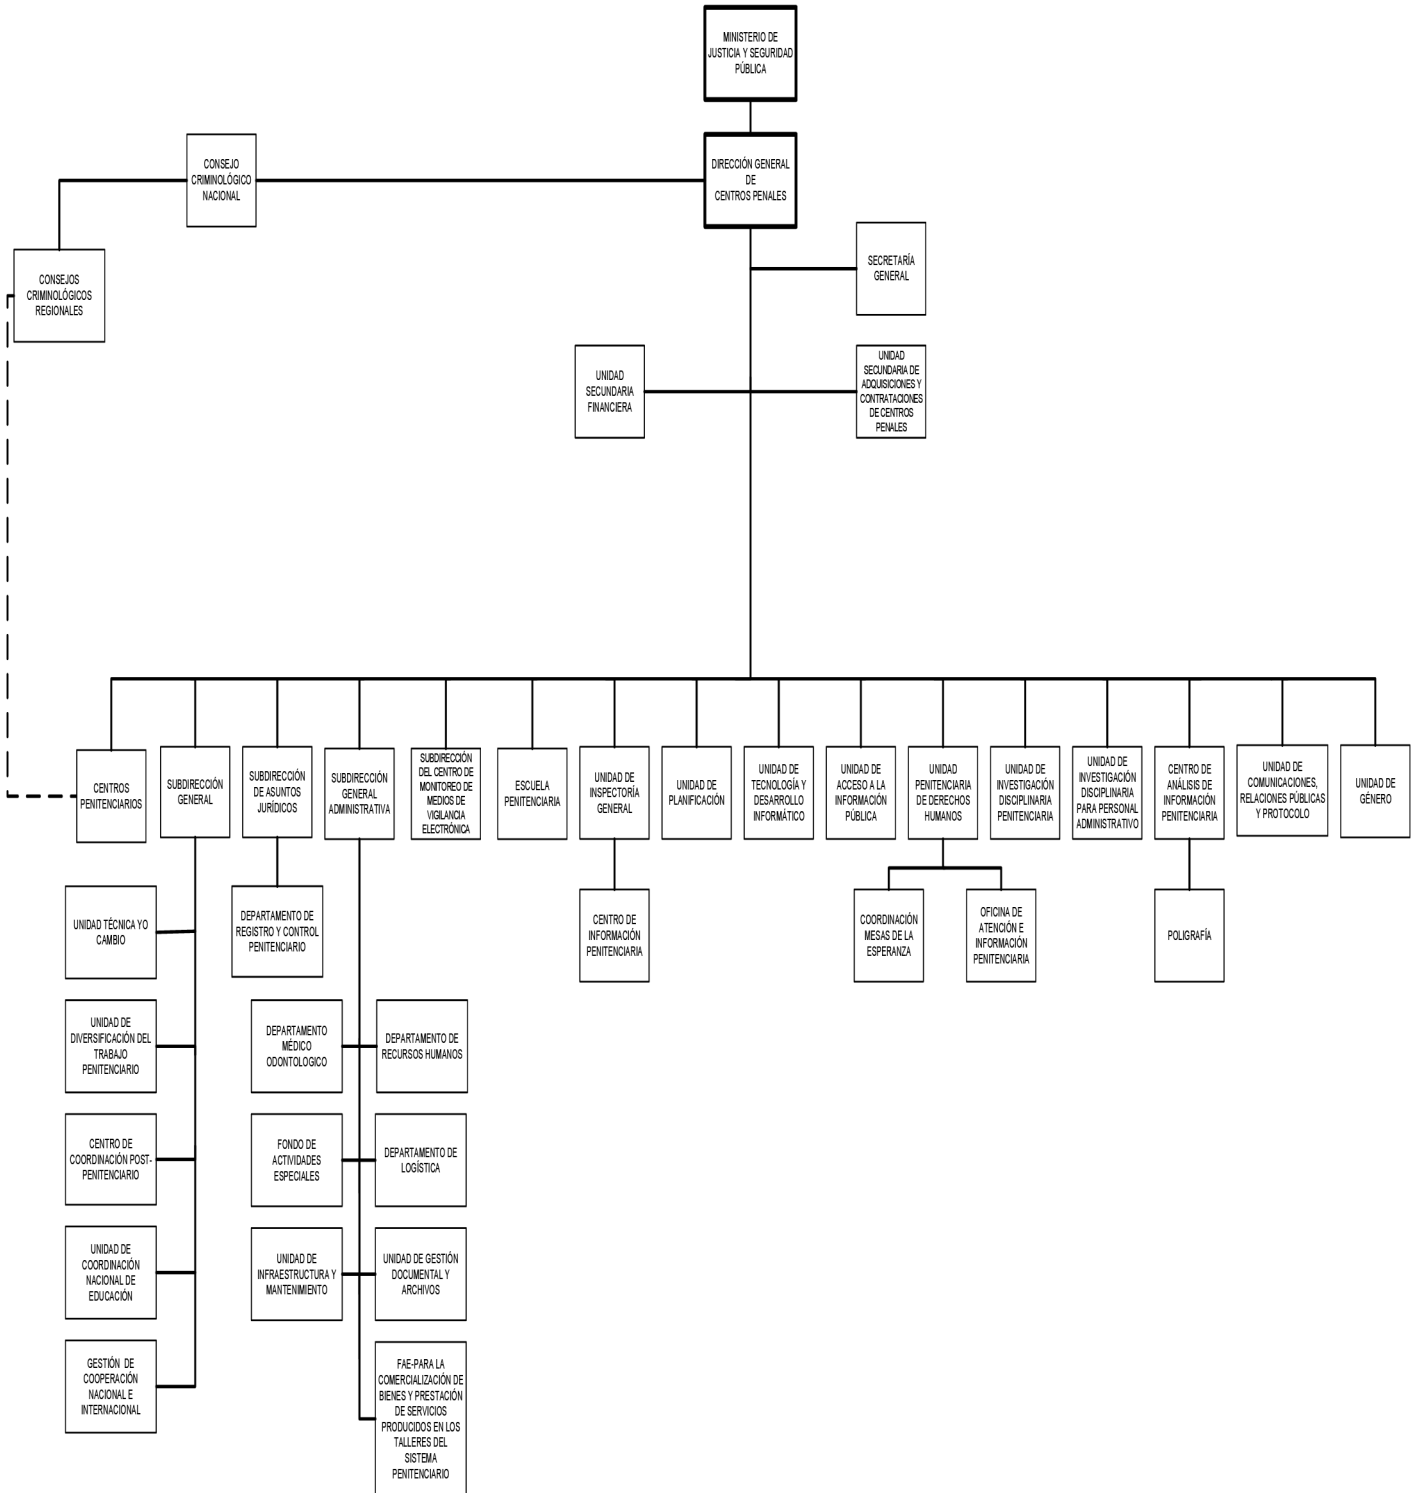 MINISTERIO DE
JUSTICIA Y SEGURIDAD
PÚBLICA
CONSEJO
CRIMINOLÓGICO
NACIONAL
DIRECCIÓN GENERAL
DE
CENTROS PENALES
CONSEJOS
CRIMINOLÓGICOS
REGIONALES
SECRETARÍA
GENERAL
UNIDAD
SECUNDARIA
FINANCIERA
UNIDAD
SECUNDARIA DE
ADQUISICIONES Y
CONTRATACIONES
DE CENTROS
PENALES
CENTROS
PENITENCIARIOS
SUBDIRECCIÓN
GENERAL
SUBDIRECCIÓN
DE ASUNTOS
JURÍDICOS
SUBDIRECCIÓN
GENERAL
ADMINISTRATIVA
SUBDIRECCIÓN
DEL CENTRO DE
MONITOREO DE
MEDIOS DE
VIGILANCIA
ELECTRÓNICA
ESCUELA
PENITENCIARIA
UNIDAD DE
INSPECTORÍA
GENERAL
UNIDAD DE
PLANIFICACIÓN
UNIDAD DE
TECNOLOGÍA Y
DESARROLLO
INFORMÁTICO
UNIDAD DE
ACCESO A LA
INFORMACIÓN
PÚBLICA
UNIDAD
PENITENCIARIA
DE DERECHOS
HUMANOS
UNIDAD DE
INVESTIGACIÓN
DISCIPLINARIA
PENITENCIARIA
UNIDAD DE
INVESTIGACIÓN
DISCIPLINARIA
PARA PERSONAL
ADMINISTRATIVO
CENTRO DE
ANÁLISIS DE
INFORMACIÓN
PENITENCIARIA
UNIDAD DE
COMUNICACIONES,
RELACIONES PÚBLICAS
Y PROTOCOLO
UNIDAD DE
GÉNERO
UNIDAD TÉCNICA YO
CAMBIO
DEPARTAMENTO DE
REGISTRO Y CONTROL
PENITENCIARIO
CENTRO DE
INFORMACIÓN
PENITENCIARIA
COORDINACIÓN
MESAS DE LA
ESPERANZA
OFICINA DE
ATENCIÓN E
INFORMACIÓN
PENITENCIARIA
POLIGRAFÍA
UNIDAD DE
DIVERSIFICACIÓN DEL
TRABAJO
PENITENCIARIO
DEPARTAMENTO
MÉDICO
ODONTOLOGICO
DEPARTAMENTO DE
RECURSOS HUMANOS
CENTRO DE
COORDINACIÓN POST-
PENITENCIARIO
FONDO DE
ACTIVIDADES
ESPECIALES
DEPARTAMENTO DE
LOGÍSTICA
UNIDAD DE
COORDINACIÓN
NACIONAL DE
EDUCACIÓN
UNIDAD DE
INFRAESTRUCTURA Y
MANTENIMIENTO
UNIDAD DE GESTIÓN
DOCUMENTAL Y
ARCHIVOS
GESTIÓN DE
COOPERACIÓN
NACIONAL E
INTERNACIONAL
FAE-PARA LA
COMERCIALIZACIÓN DE
BIENES Y PRESTACIÓN
DE SERVICIOS
PRODUCIDOS EN LOS
TALLERES DEL
SISTEMA
PENITENCIARIO